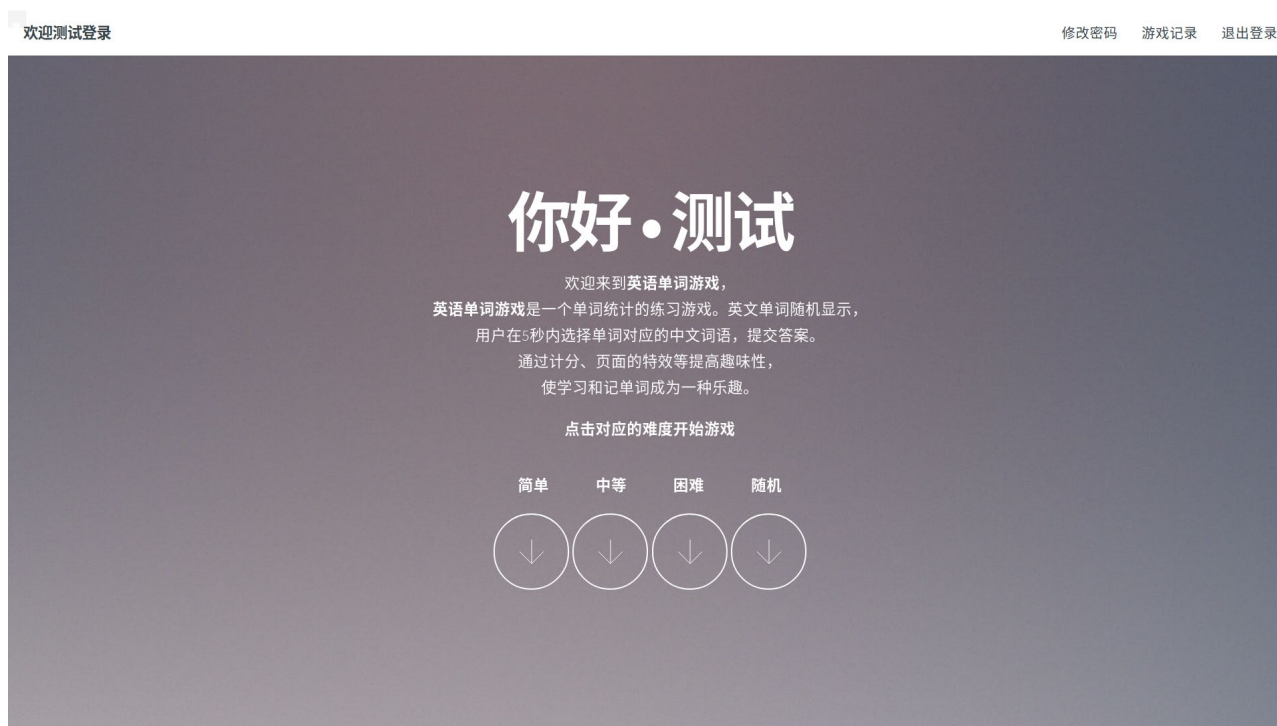 欢迎测试登录
修改密码 游戏记录 退出登录
你好•测试
欢迎来到英语单词游戏，
英语单词游戏是一个单词统计的练习游戏。英文单词随机显示，
用户在5秒内选择单词对应的中文词语，提交答案。
通过计分、页面的特效等提高趣味性，
使学习和记单词成为一种乐趣。
点击对应的难度开始游戏
简单 中等 困难 随机